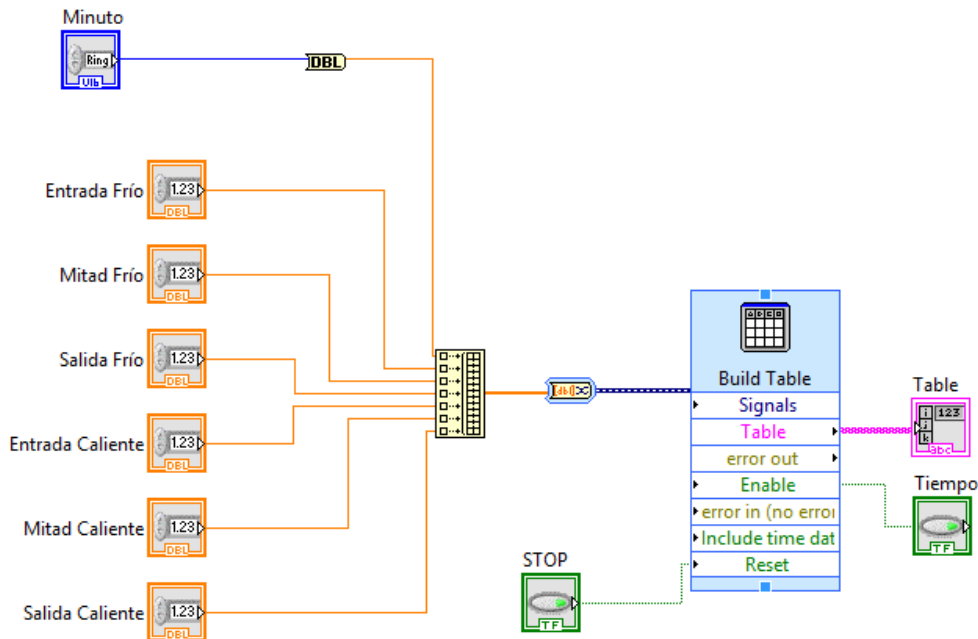 Minuto
Ring
U16
DBL
Entrada Frío
1.23
DBL
Mitad Frío
1.23
DBL
Salida Frío
1.23
DBL
Entrada Caliente
1.23
DBL
Mitad Caliente
1.23
DBL
Salida Caliente
1.23
DBL
Build Table
Signals
Table
error out
Enable
error in (no error
Include time dat
Reset
Table
i
j
k
123
abc
Tiempo
TF
STOP
TF